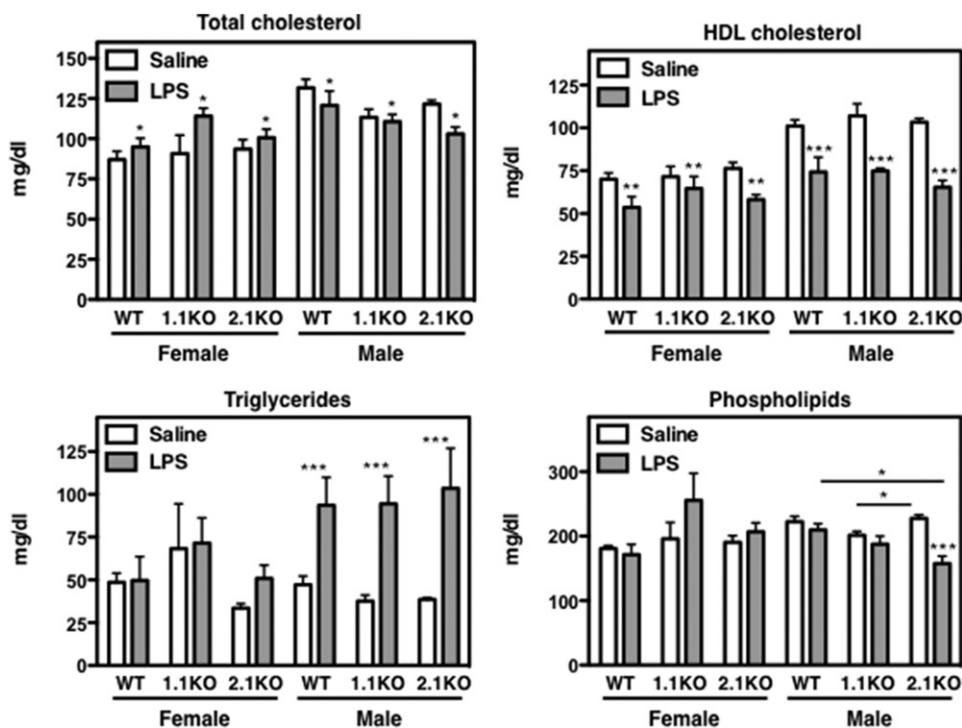 Total cholesterol
mg/dl
150
125
100
75
50
25
0
Saline
LPS
* * * * * *
WT 1.1KO 2.1KO WT 1.1KO 2.1KO
Female Male
HDL cholesterol
mg/dl
125
100
75
50
25
0
Saline
LPS
** ** ** *** *** ***
WT 1.1KO 2.1KO WT 1.1KO 2.1KO
Female Male
Triglycerides
mg/dl
125
100
75
50
25
0
Saline
LPS
*** *** ***
WT 1.1KO 2.1KO WT 1.1KO 2.1KO
Female Male
Phospholipids
mg/dl
300
200
100
0
Saline
LPS
*
*
***
WT 1.1KO 2.1KO WT 1.1KO 2.1KO
Female Male